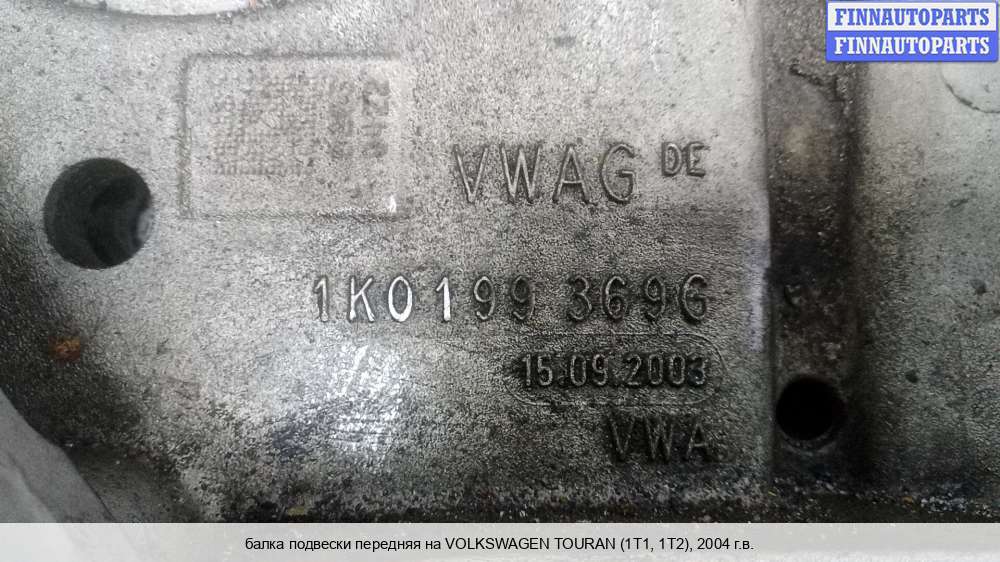 FINNAUTOPARTS
FINNAUTOPARTS
VWAG DE
1K0199 369G
15.09.2003
VWA
балка подвески передняя на VOLKSWAGEN TOURAN (1T1, 1T2), 2004 г.в.